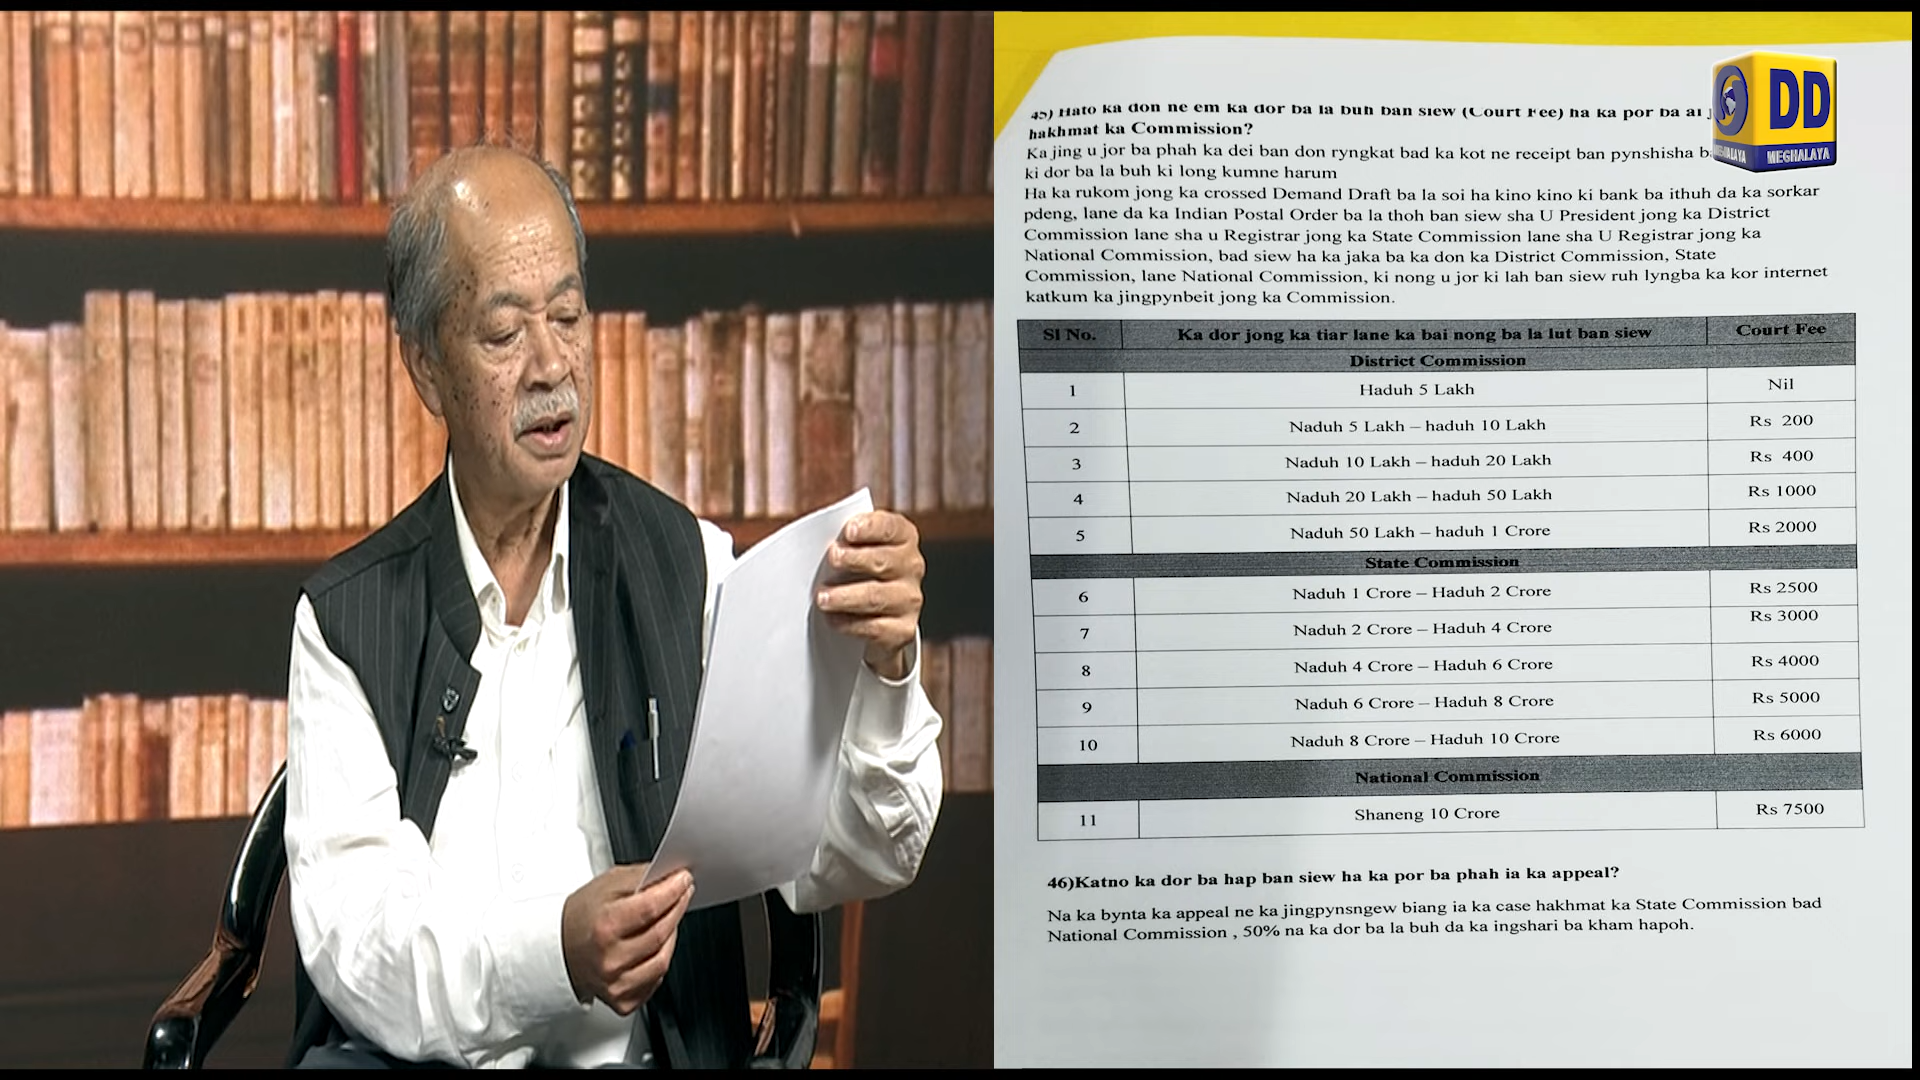 45) Hato ka don ne em ka dor ba la buh ban siew (Court Fee) ha ka por ba ai
hakhmat ka Commission?
Ka jing u jor ba phah ka dei ban don ryngkat bad ka kot ne receipt ban pynshisha
ki dor ba la buh ki long kumne harum
Ha ka rukom jong ka crossed Demand Draft ba la soi ha kino kino ki bank ba ithuh da ka sorkar
pdeng, lane da ka Indian Postal Order ba la thoh ban siew sha U President jong ka District
Commission lane sha u Registrar jong ka State Commission lane sha U Registrar jong ka
National Commission, bad siew ha ka jaka ba ka don ka District Commission, State
Commission, lane National Commission, ki nong u jor ki lah ban siew ruh lyngba ka kor internet
katkum ka jingpynbeit jong ka Commission.
Sl No. Ka dor jong ka tiar lane ka bai nong ba la lut ban siew Court Fee
District Commission
1 Haduh 5 Lakh Nil
2 Naduh 5 Lakh – haduh 10 Lakh Rs 200
3 Naduh 10 Lakh – haduh 20 Lakh Rs 400
4 Naduh 20 Lakh – haduh 50 Lakh Rs 1000
5 Naduh 50 Lakh – haduh 1 Crore Rs 2000
State Commission
6 Naduh 1 Crore – Haduh 2 Crore Rs 2500
7 Naduh 2 Crore – Haduh 4 Crore Rs 3000
8 Naduh 4 Crore – Haduh 6 Crore Rs 4000
9 Naduh 6 Crore – Haduh 8 Crore Rs 5000
10 Naduh 8 Crore – Haduh 10 Crore Rs 6000
National Commission
11 Shaneng 10 Crore Rs 7500
46)Katno ka dor ba hap ban siew ha ka por ba phah ia ka appeal?
Na ka bynta ka appeal ne ka jingpynsngew biang ia ka case hakhmat ka State Commission bad
National Commission , 50% na ka dor ba la buh da ka ingshari ba kham hapoh.
DD
MEGHALAYA